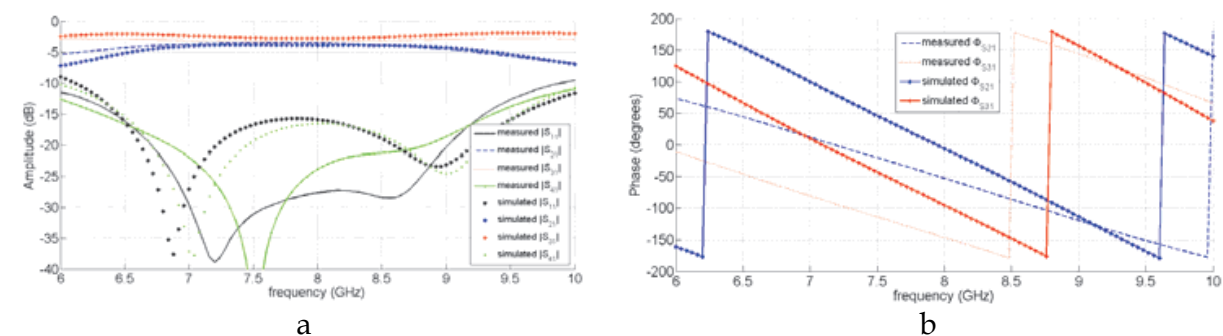 0
-5
-10
-15
-20
-25
-30
-35
-40
Amplitude (dB)
6 6.5 7 7.5 8 8.5 9 9.5 10
frequency (GHz)
measured |S11|
measured |S21|
measured
measured |S41|
simulated |S11|
simulated |S21|
simulated
simulated |S41|
a
200
150
100
50
0
-50
-100
-150
-200
Phase (degrees)
6 6.5 7 7.5 8 8.5 9 9.5 10
frequency (GHz)
measured ΦS21
measured ΦS31
simulated ΦS21
simulated ΦS31
b